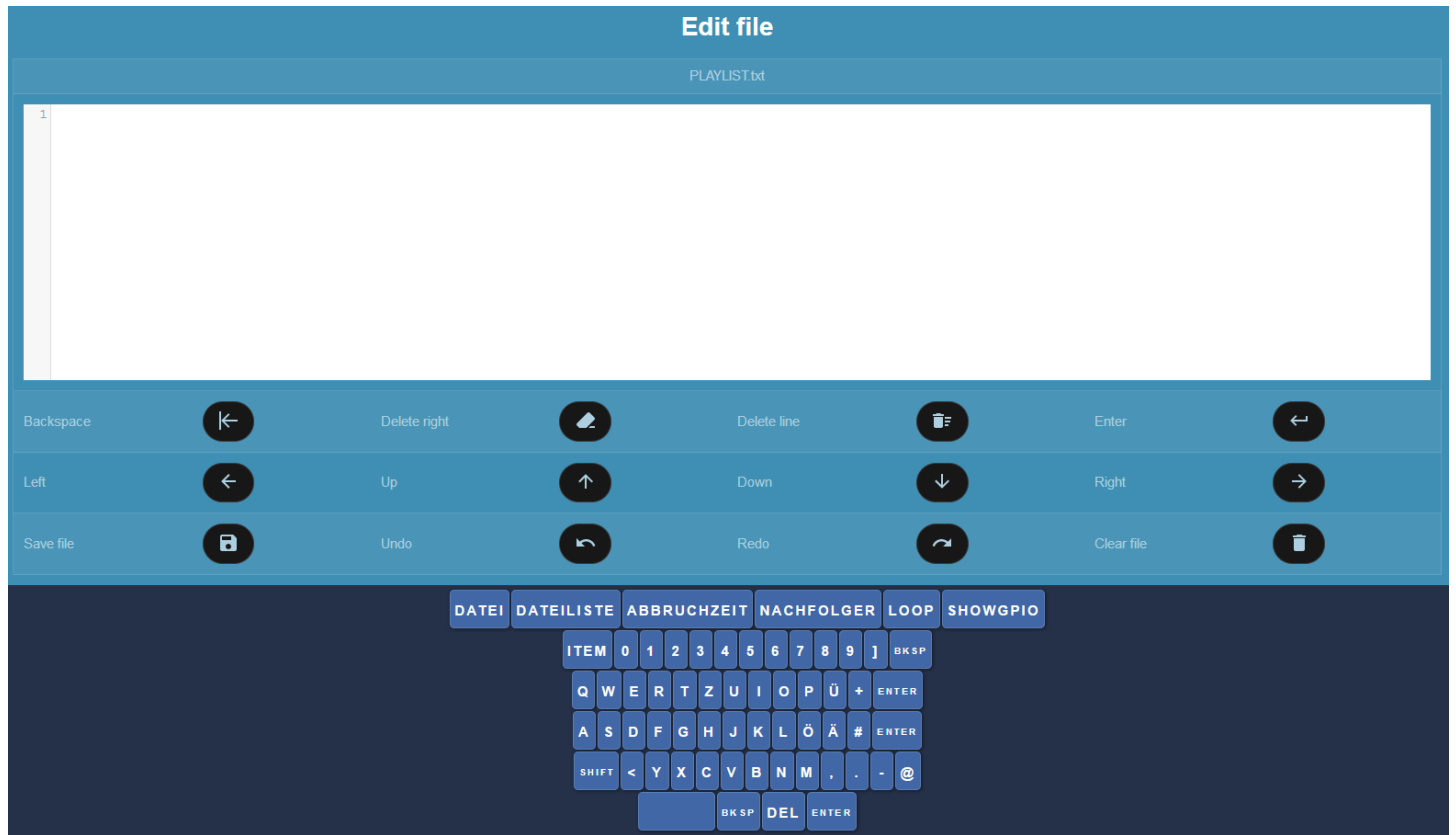 Edit file
PLAYLIST.txt
1
Backspace Delete right Delete line Enter
Left Up Down Right
Save file Undo Redo Clear file
DATEI DATEILISTE ABBRUCHZEIT NACHFOLGER LOOP SHOWGPIO
ITEM 0 1 2 3 4 5 6 7 8 9 ] BKSP
Q W E R T Z U I O P Ü + ENTER
A S D F G H J K L Ö Ä # ENTER
SHIFT < Y X C V B N M , . - @
BKSP DEL ENTER